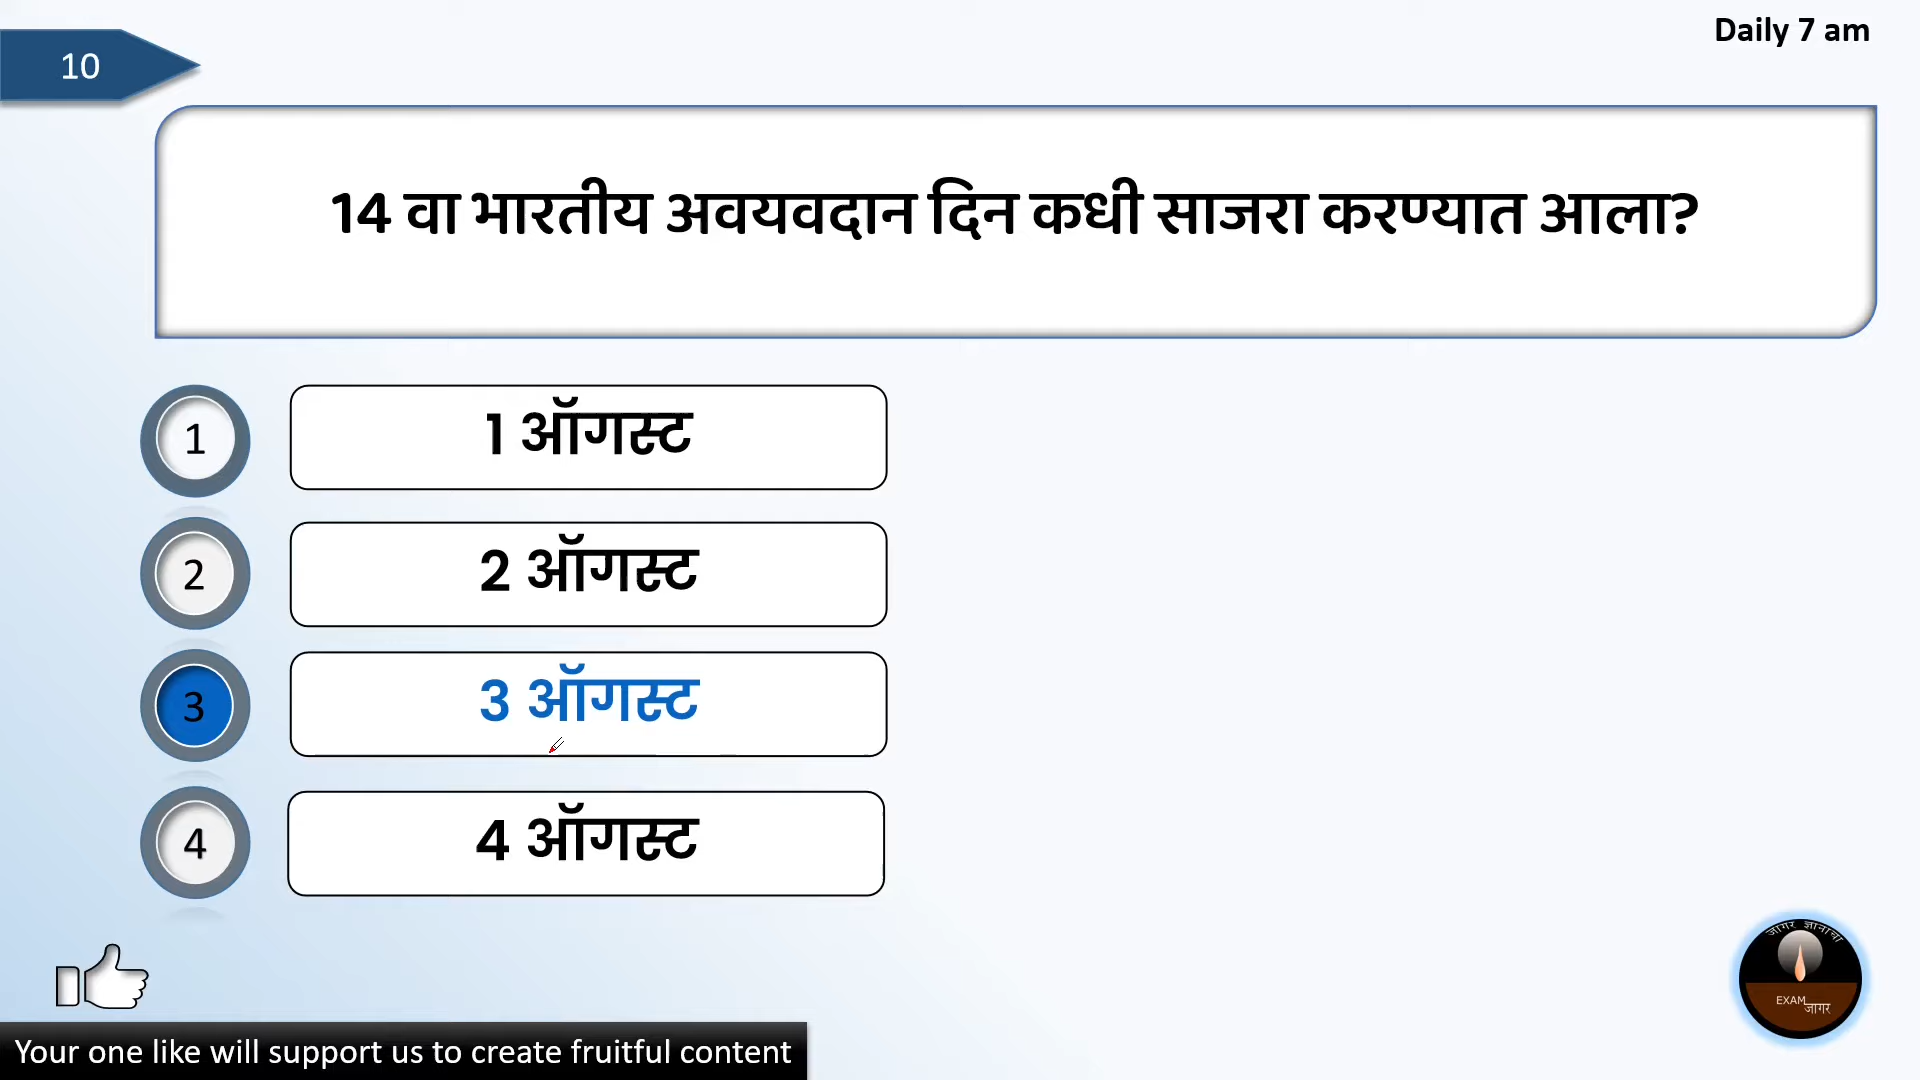 Daily 7 am
10
14 वा भारतीय अवयवदान दिन कधी साजरा करण्यात आला?
1
1 ऑगस्ट
2
2 ऑगस्ट
3
3 ऑगस्ट
4
4 ऑगस्ट
जागर ज्ञानाचा
EXAM
जागर
Your one like will support us to create fruitful content